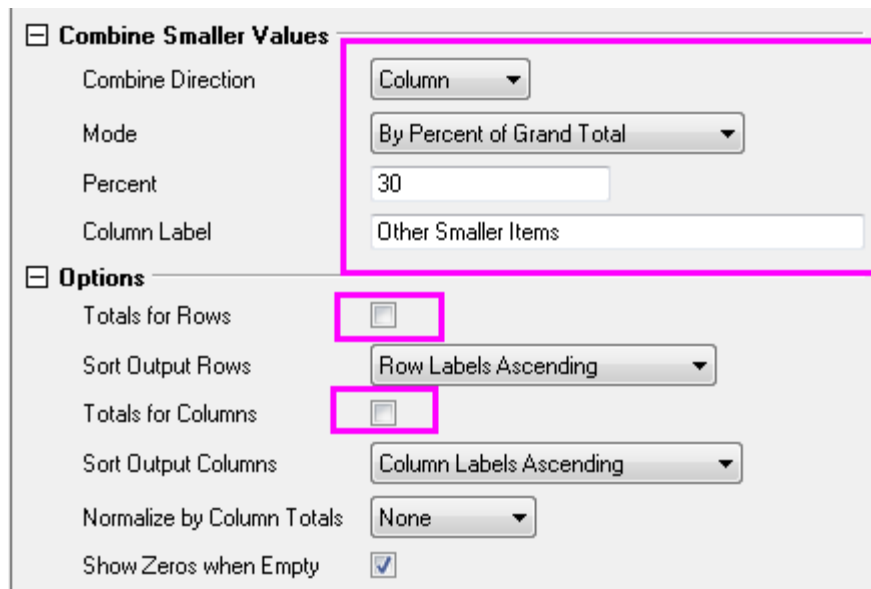 Combine Smaller Values
Combine Direction Column
Mode By Percent of Grand Total
Percent 30
Column Label Other Smaller Items
Options
Totals for Rows
Sort Output Rows Row Labels Ascending
Totals for Columns
Sort Output Columns Column Labels Ascending
Normalize by Column Totals None
Show Zeros when Empty